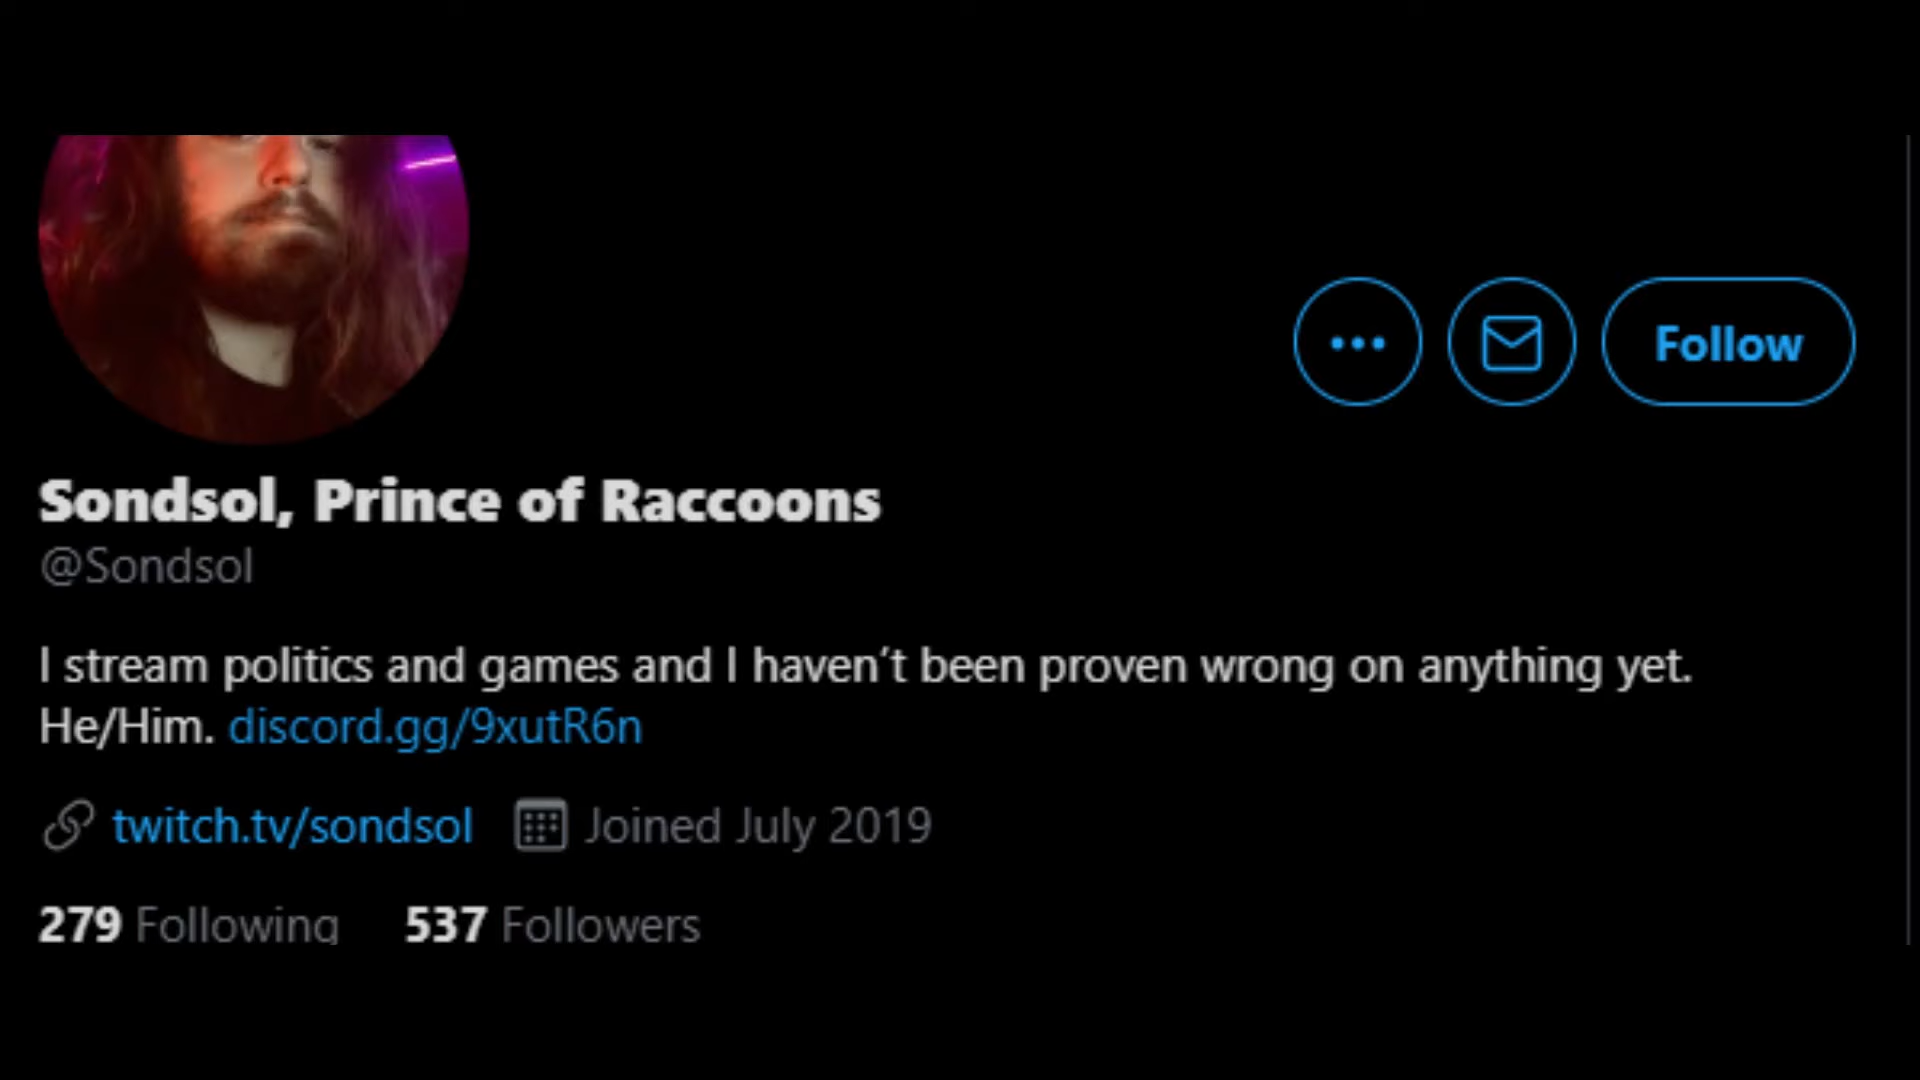 Follow
Sondsol, Prince of Raccoons
@Sondsol
I stream politics and games and I haven't been proven wrong on anything yet.
He/Him. discord.gg/9xutR6n
twitch.tv/sondsol Joined July 2019
279 Following 537 Followers